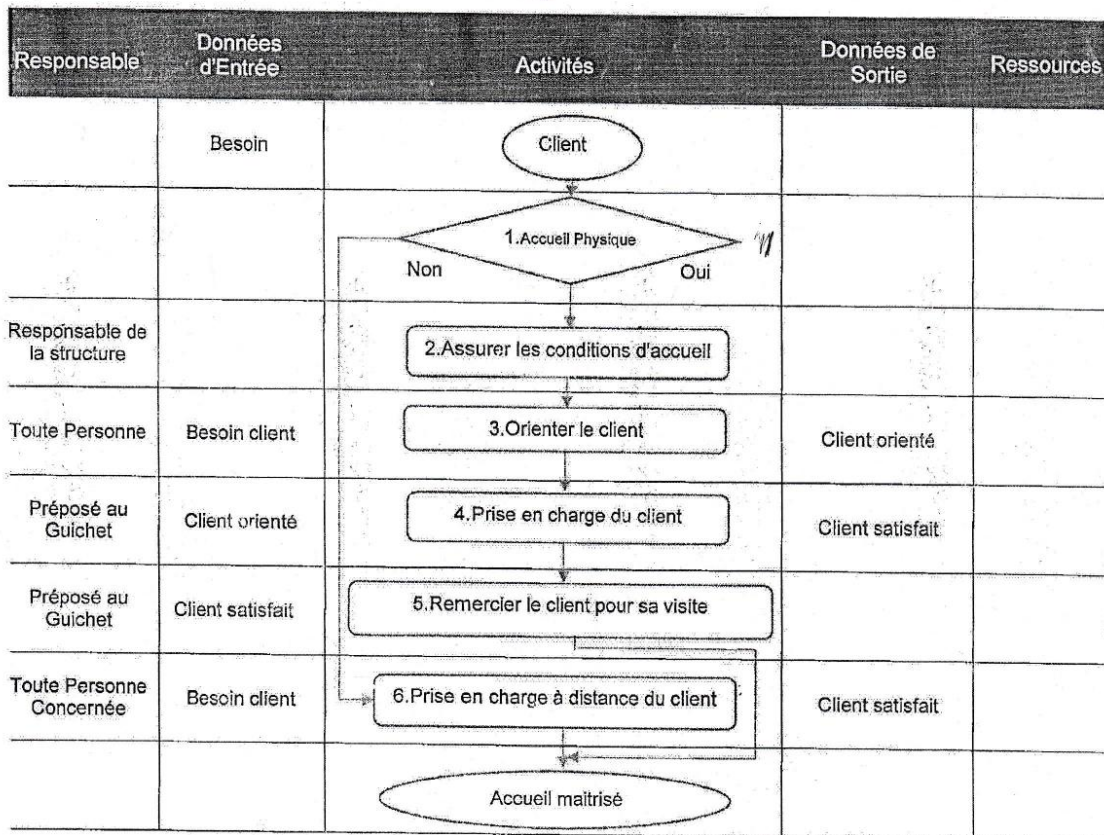 Responsable
Données
d'Entrée
Activités
Données de
Sortie
Ressources
Besoin
Client
1.Accueil Physique
Non
Oui
Responsable de
la structure
2.Assurer les conditions d'accueil
Toute Personne
Besoin client
3.Orienter le client
Client orienté
Préposé au
Guichet
Client orienté
4.Prise en charge du client
Client satisfait
Préposé au
Guichet
Client satisfait
5.Remercier le client pour sa visite
Toute Personne
Concernée
Besoin client
6.Prise en charge à distance du client
Client satisfait
Accueil maitrisé